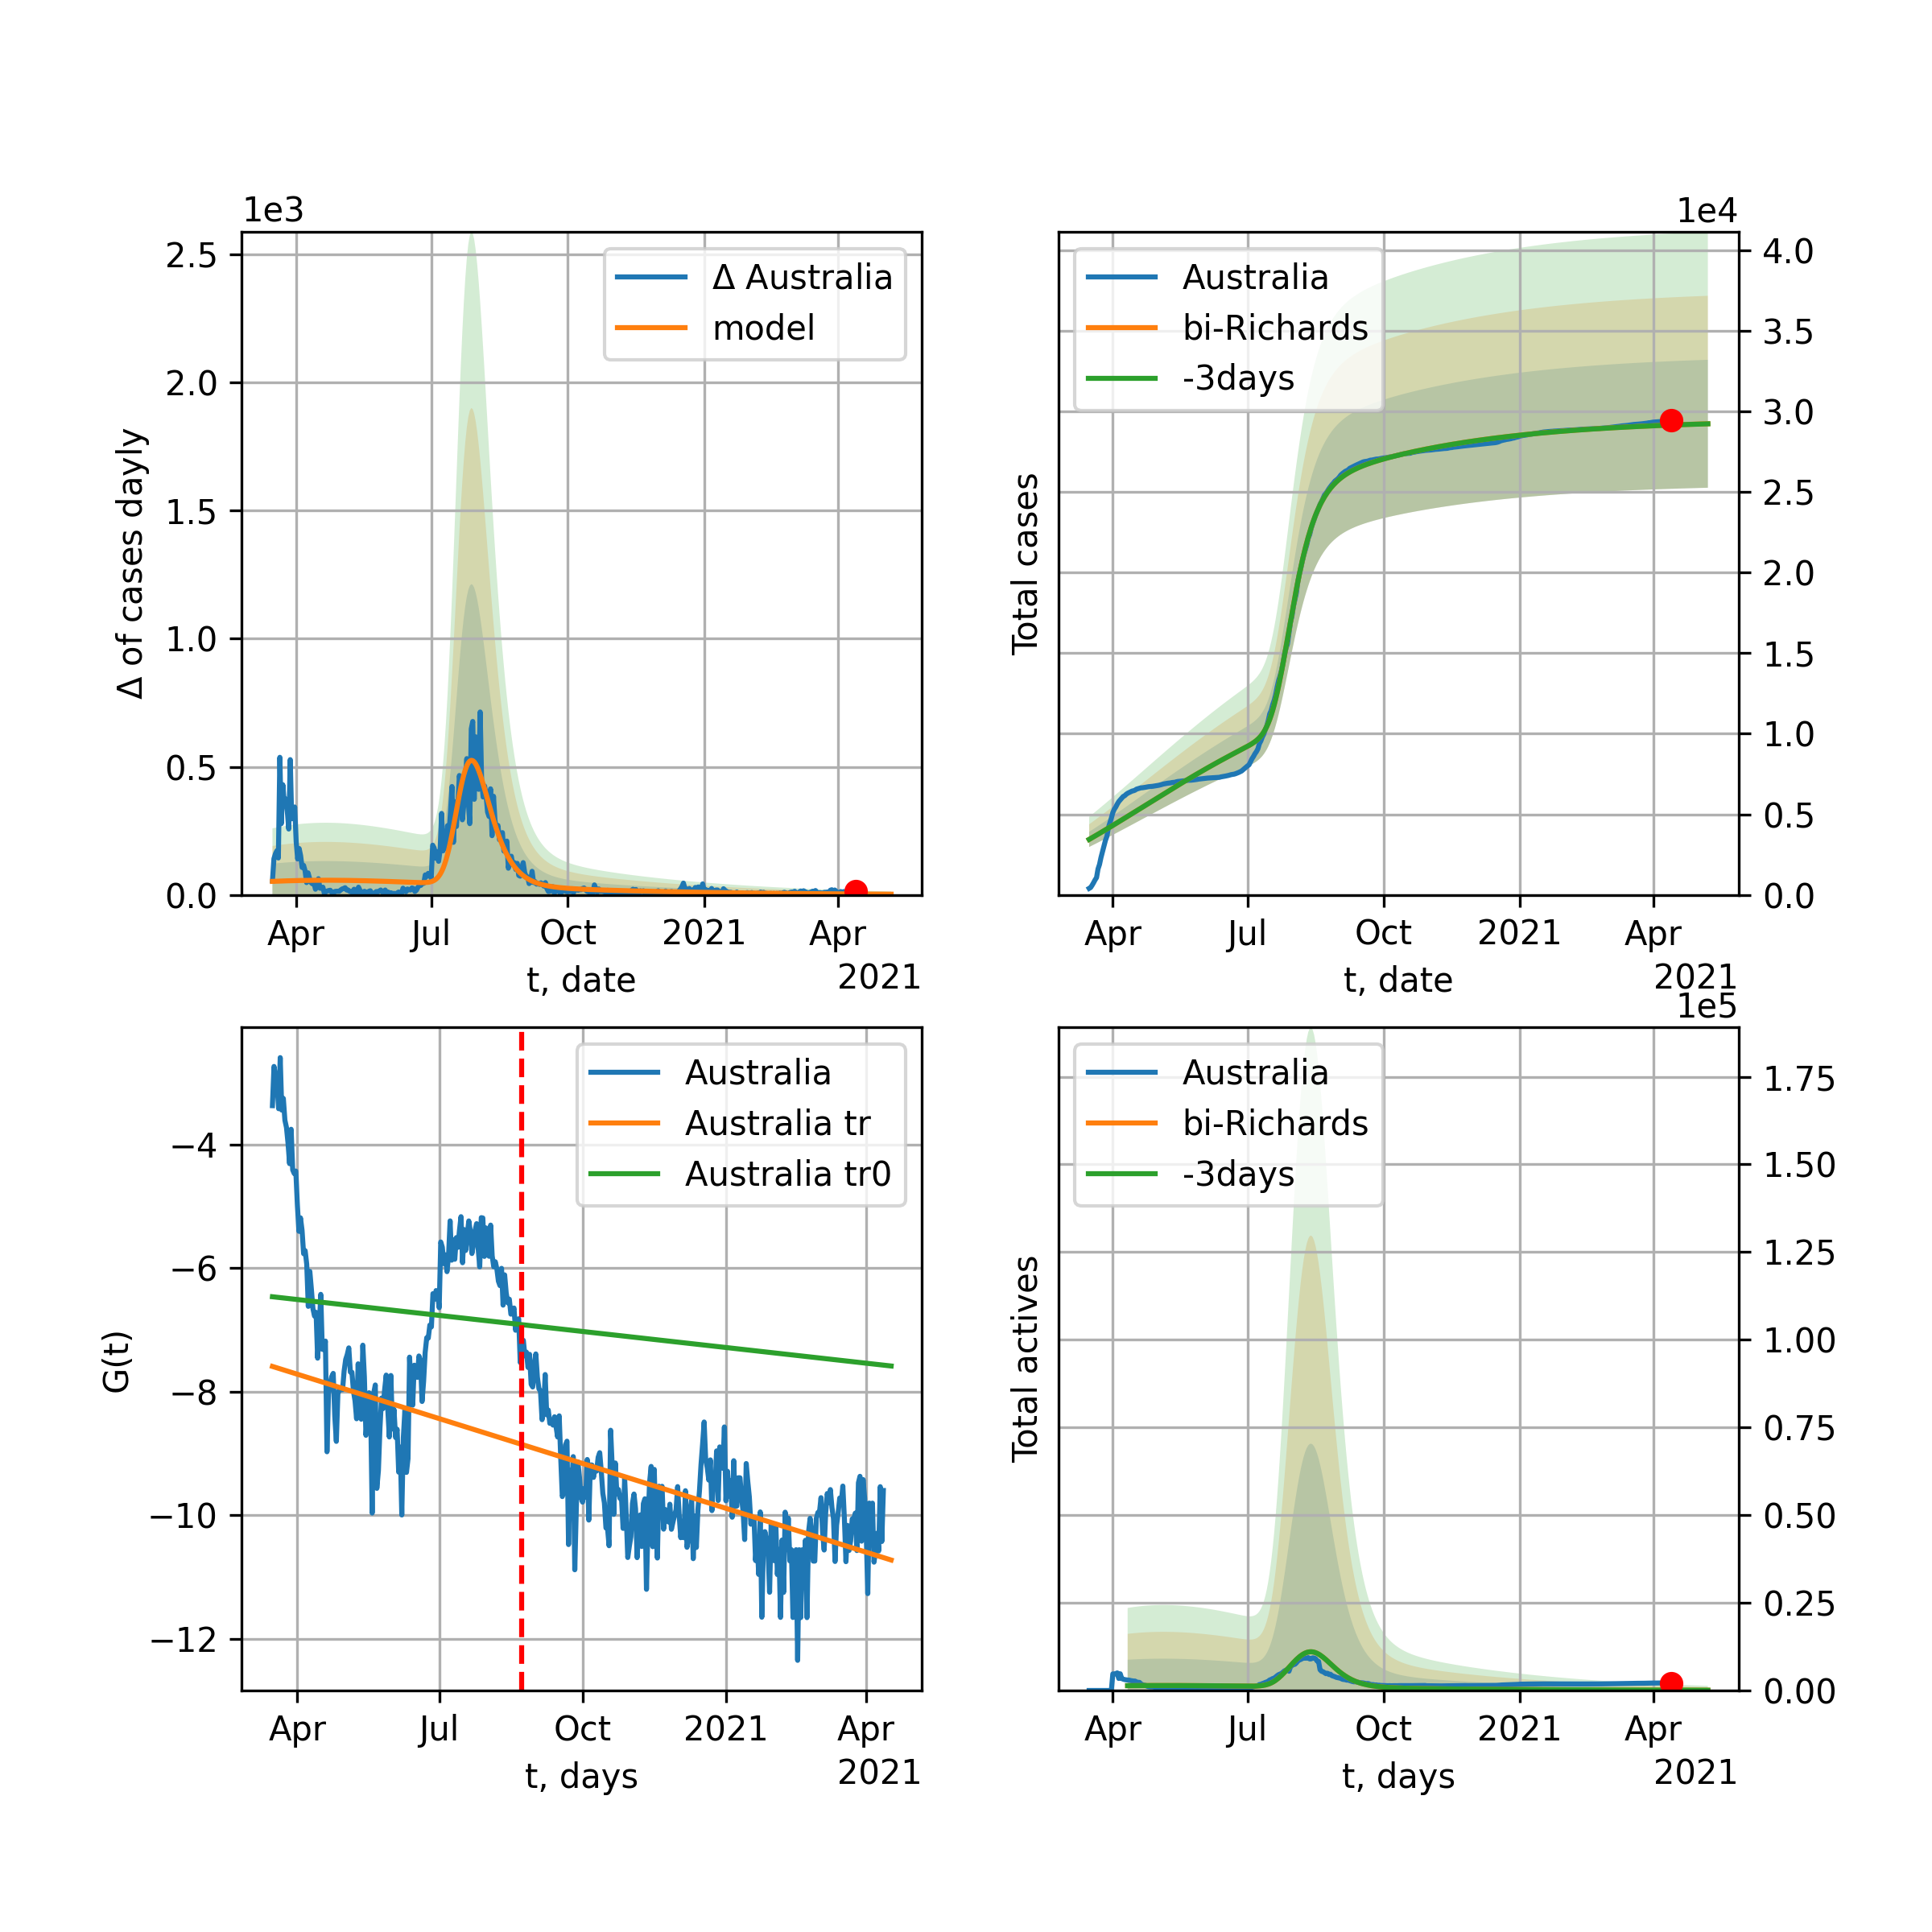 1e3
2.5
2.0
1.5
1.0
0.5
0.0
Δ of cases dayly
Δ Australia
model
Apr Jul Oct 2021 Apr
t, date
2021
1e4
4.0
3.5
3.0
2.5
2.0
1.5
1.0
0.5
0.0
Total cases
Australia
bi-Richards
-3days
Apr Jul Oct 2021 Apr
t, date
2021
−4
−6
−8
−10
−12
G(t)
Australia
Australia tr
Australia tr0
Apr Jul Oct 2021 Apr
t, days
2021
1e5
1.75
1.50
1.25
1.00
0.75
0.50
0.25
0.00
Total actives
Australia
bi-Richards
-3days
Apr Jul Oct 2021 Apr
t, days
2021